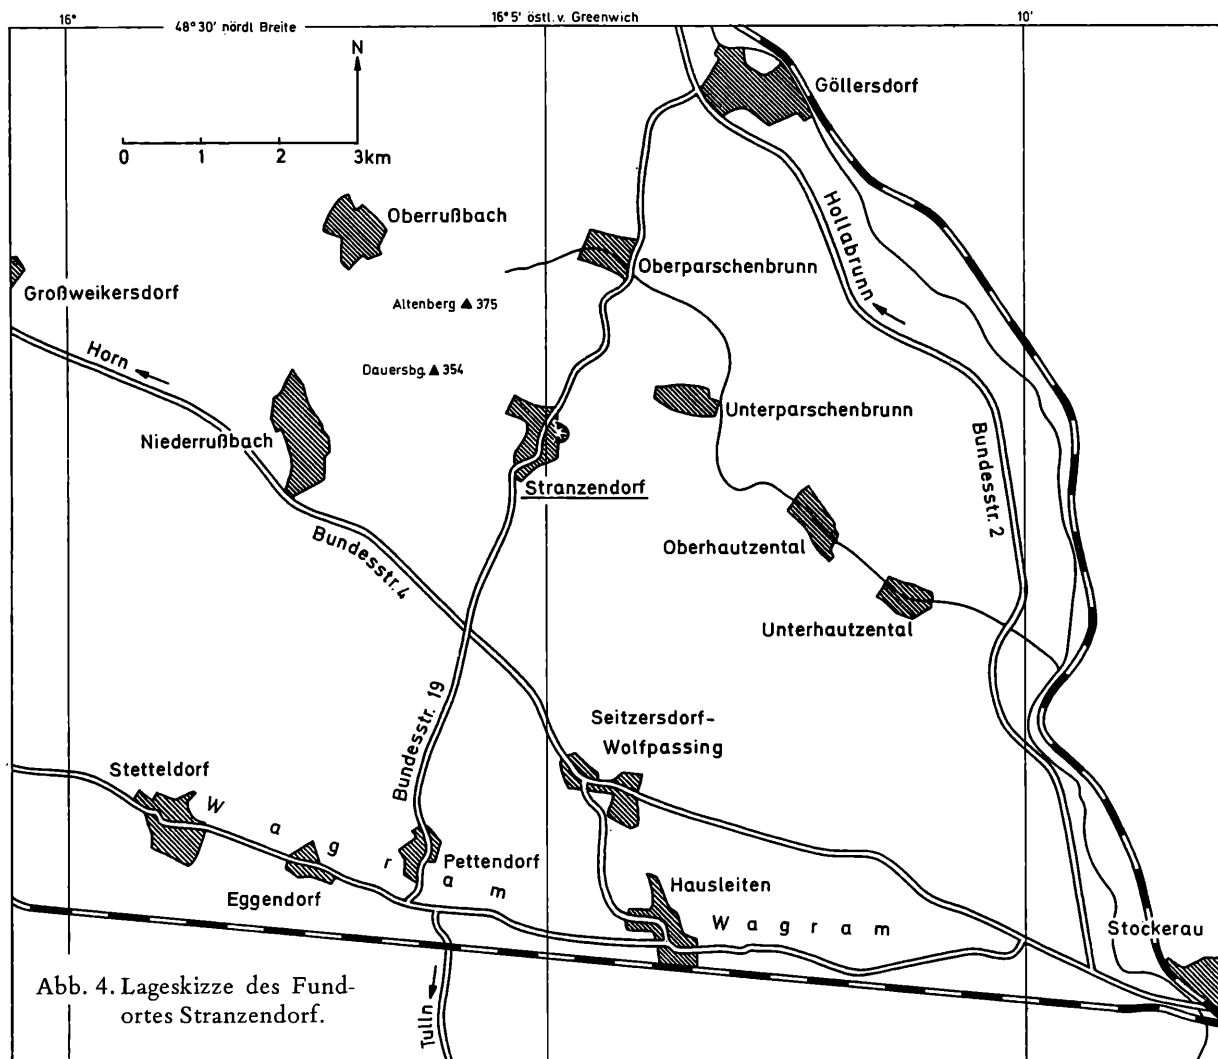 16°
48°30' nördl Breite
16°5' östl. v. Greenwich
10'
N
0 1 2 3km
Göllersdorf
Oberrußbach
Hollabrunn
Oberparschenbrunn
Großweikersdorf
Altenberg ▲ 375
Horn
Dauersbg. ▲ 354
Unterparschenbrunn
Niederrußbach
Bundesstr. 2
Stranzendorf
Bundesstr. 4
Oberhautzental
Unterhautzental
Bundesstr. 19
Seitzersdorf-
Wolfpassing
Stetteldorf
Wagram
Pettendorf
Eggendorf
Hausleiten
Wagram
Stockerau
Tulln
Abb. 4. Lageskizze des Fund-
ortes Stranzendorf.